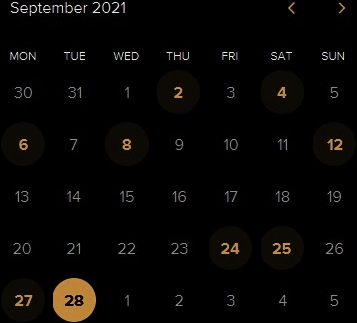 September 2021
MON TUE WED THU FRI SAT SUN
30 31 1 2 3 4 5
6 7 8 9 10 11 12
13 14 15 16 17 18 19
20 21 22 23 24 25 26
27 28 1 2 3 4 5